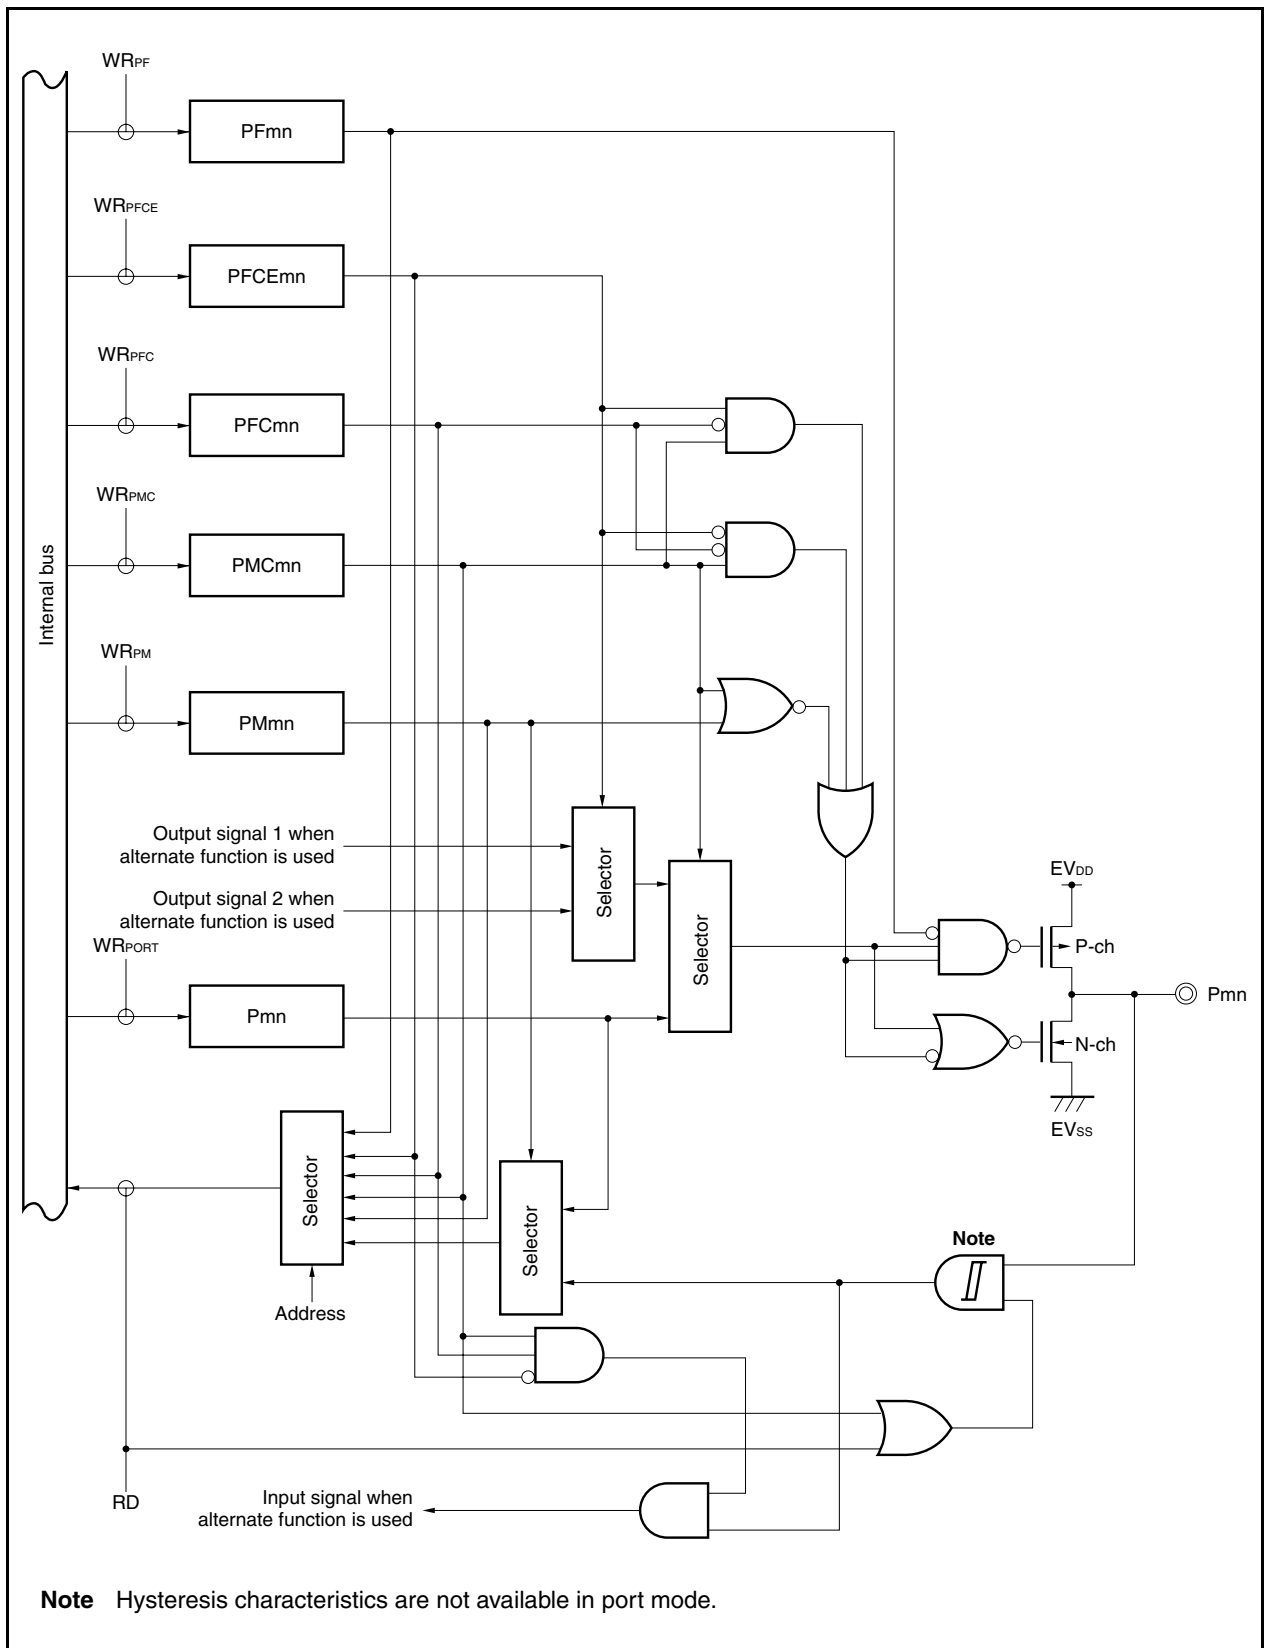 WRPF
PFmn
WRPFCE
PFCEmn
WRPFC
PFCmn
WRPMC
PMCmn
Internal bus
WRPM
PMmn
Output signal 1 when
alternate function is used
Output signal 2 when
alternate function is used
Selector
Selector
WRPORT
Pmn
EVDD
P-ch
Pmn
N-ch
EVSS
Selector
Selector
Address
Note
RD
Input signal when
alternate function is used
Note Hysteresis characteristics are not available in port mode.